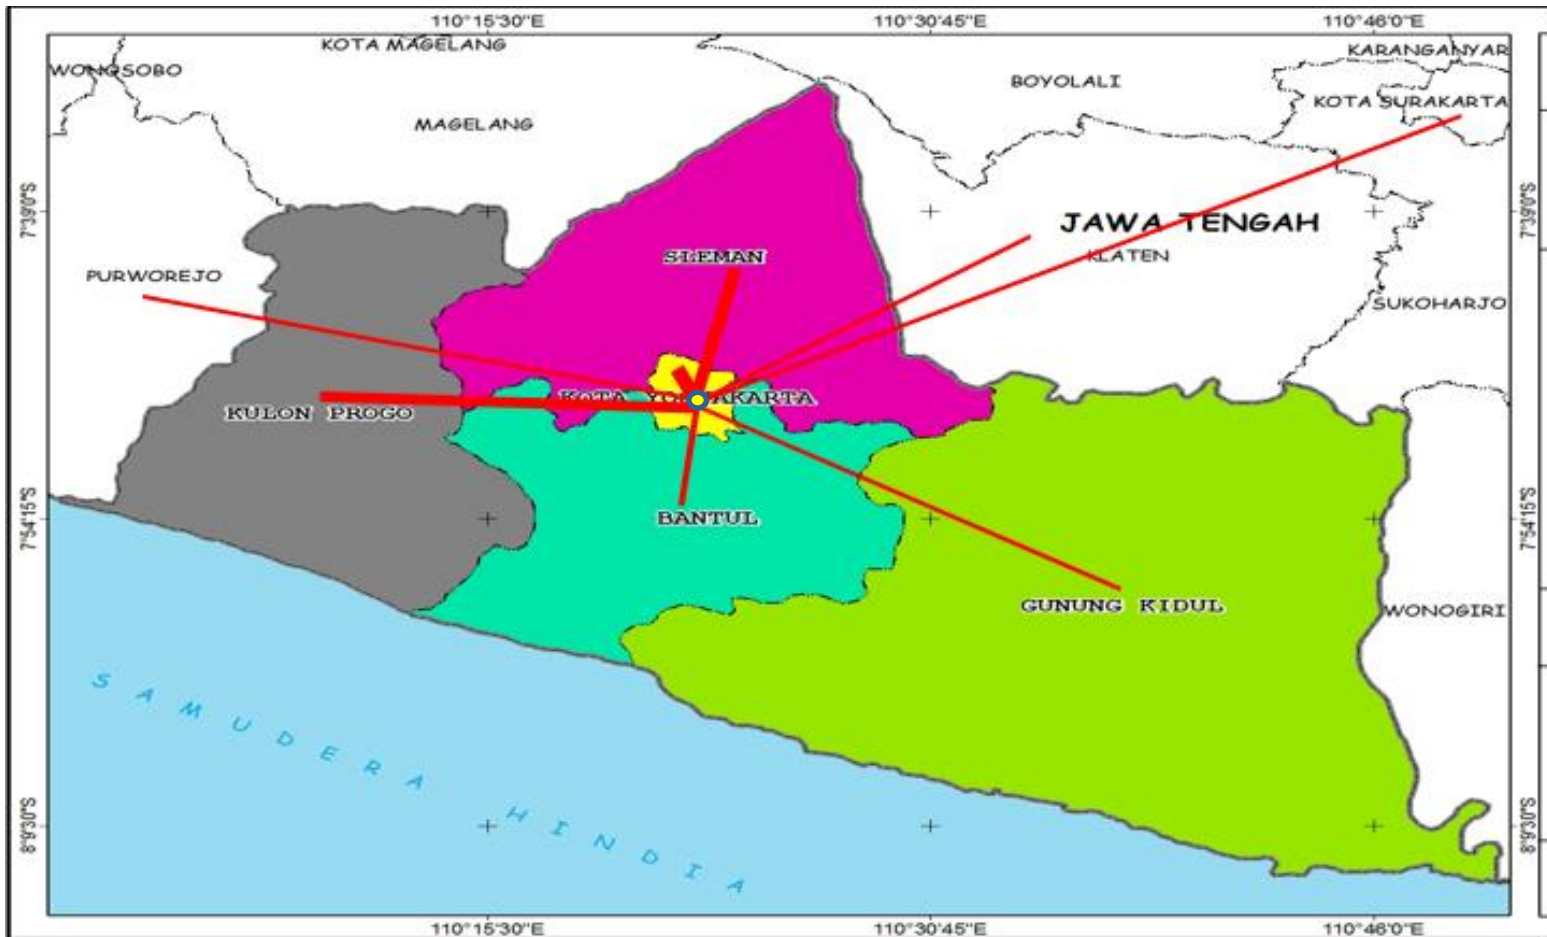 110°15'30"E
110°30'45"E
110°46'0"E
KOTA MAGELANG
KARANGANYAR
WONOSOBO
BOYOLALI
KOTA SURAKARTA
MAGELANG
7°39'0"S
7°39'0"S
JAWA TENGAH
KLATEN
SLEMAN
PURWOREJO
SUKOHARJO
KOTA YOGYAKARTA
KULON PROGO
7°54'15"S
7°54'15"S
BANTUL
GUNUNG KIDUL
WONOGIRI
SAMUDERA HINDIA
8°9'30"S
8°9'30"S
110°15'30"E
110°30'45"E
110°46'0"E